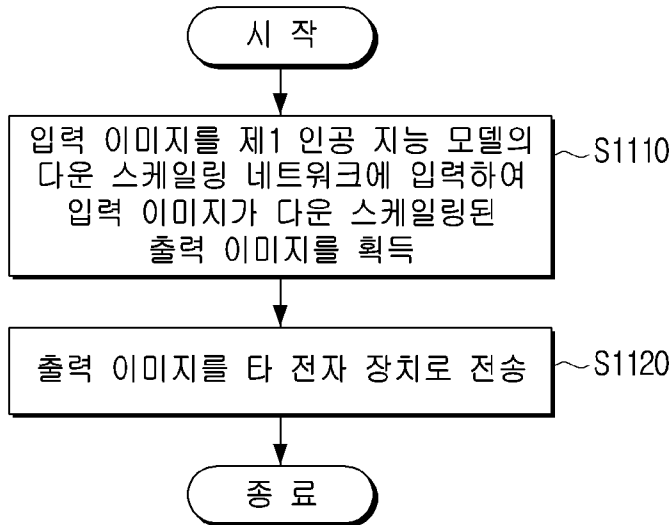 시 작
입력 이미지를 제1 인공 지능 모델의
다운 스케일링 네트워크에 입력하여
입력 이미지가 다운 스케일링된
출력 이미지를 획득
S1110
출력 이미지를 타 전자 장치로 전송
S1120
종 료